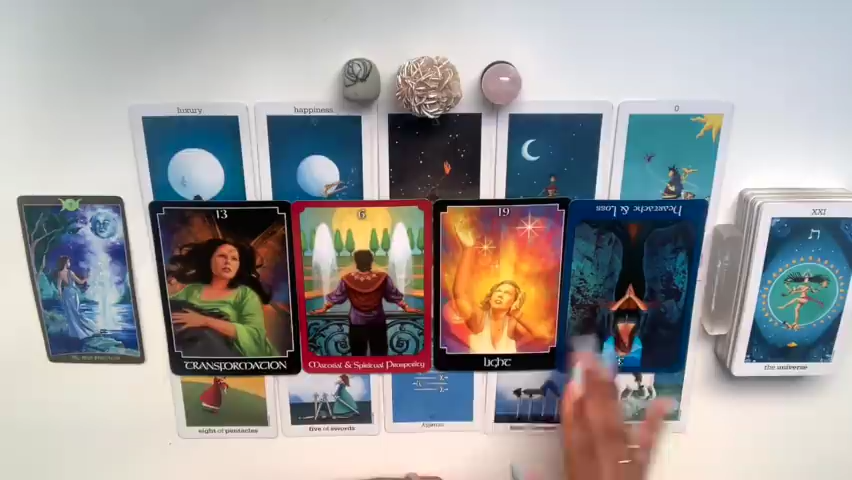 luxury
happiness
0
XXI
13
6
19
Heartache & Loss
3
TRANSFORMATION
Material & Spiritual Prosperity
light
the universe
eight of pentacles
five of swords